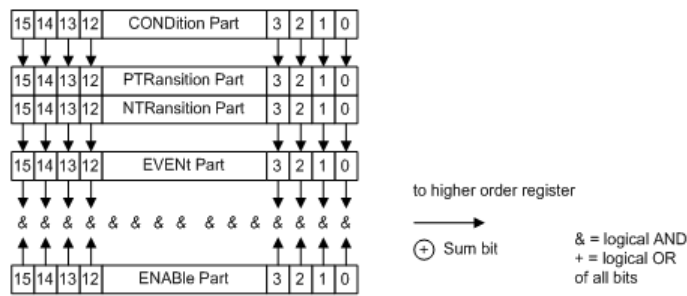 15 14 13 12 CONDition Part 3 2 1 0
15 14 13 12 PTRansition Part 3 2 1 0
15 14 13 12 NTRansition Part 3 2 1 0
15 14 13 12 EVENt Part 3 2 1 0
to higher order register
& & & & & & & & & & & & & & &
+ Sum bit
& = logical AND
+ = logical OR
of all bits
15 14 13 12 ENABle Part 3 2 1 0